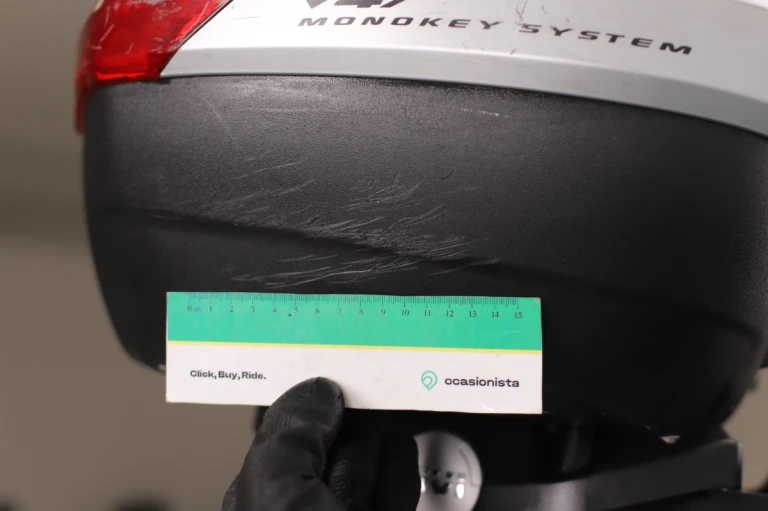 V47
MONOKEY SYSTEM
0 cm 1 2 3 4 5 6 7 8 9 10 11 12 13 14 15
Click, Buy, Ride.
ocasionista